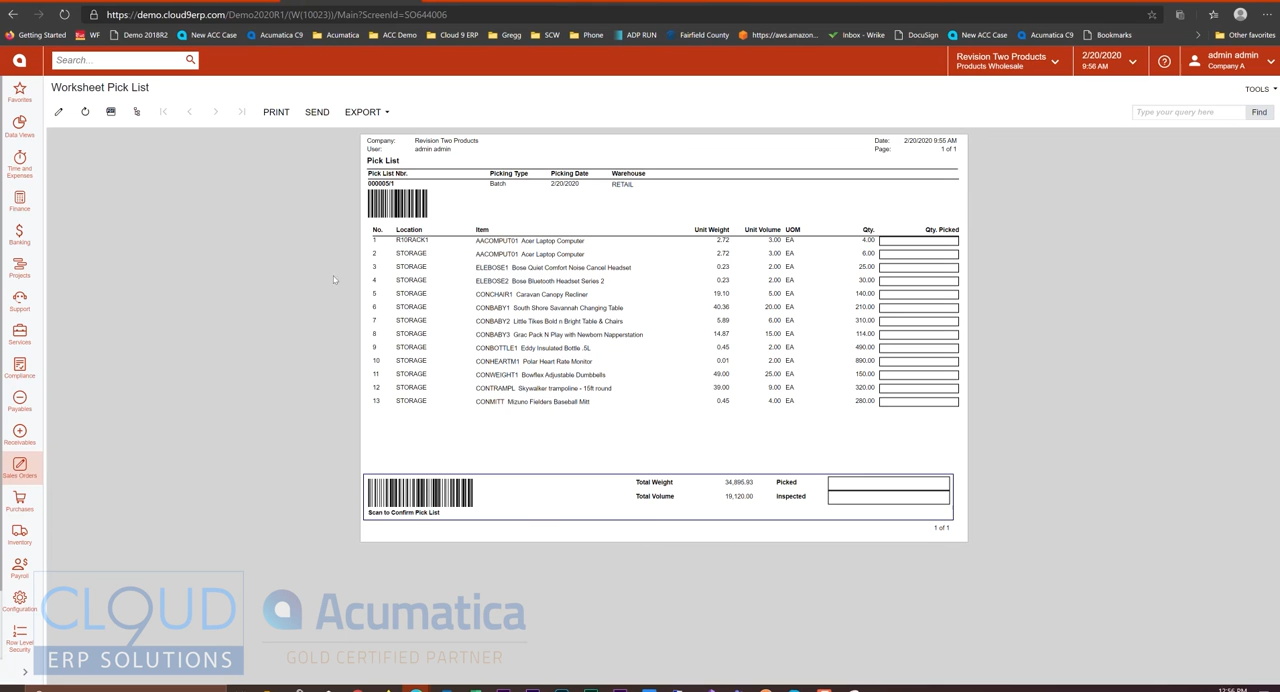 https://demo.cloud9erp.com/Demo2020R1/(W(10023))/Main?ScreenId=SO644006
Getting Started WF Demo 2018R2 New ACC Case Acumatica C9 Acumatica ACC Demo Cloud 9 ERP Gregg SCW Phone ADP RUN Fairfield County https://aws.amazon... Inbox - Wrike DocuSign New ACC Case Acumatica C9 Bookmarks Other favorites
Search...
Revision Two Products
Products Wholesale
2/20/2020
9:56 AM
admin admin
Company A
Favorites
Data Views
Time and
Expenses
Finance
Banking
Projects
Support
Services
Compliance
Payables
Receivables
Sales Orders
Purchases
Inventory
Payroll
Configuration
Row Level
Security
Worksheet Pick List
TOOLS
PRINT SEND EXPORT
Type your query here Find
Company: Revision Two Products Date: 2/20/2020 9:55 AM
User: admin admin Page: 1 of 1
Pick List
Pick List Nbr. Picking Type Picking Date Warehouse
000005/1 Batch 2/20/2020 RETAIL
No. Location Item Unit Weight Unit Volume UOM Qty. Qty. Picked
1 R10RACK1 AACOMPUT01 Acer Laptop Computer 2.72 3.00 EA 4.00
2 STORAGE AACOMPUT01 Acer Laptop Computer 2.72 3.00 EA 6.00
3 STORAGE ELEBOSE1 Bose Quiet Comfort Noise Cancel Headset 0.23 2.00 EA 25.00
4 STORAGE ELEBOSE2 Bose Bluetooth Headset Series 2 0.23 2.00 EA 30.00
5 STORAGE CONCHAIR1 Caravan Canopy Recliner 19.10 5.00 EA 140.00
6 STORAGE CONBABY1 South Shore Savannah Changing Table 40.36 20.00 EA 210.00
7 STORAGE CONBABY2 Little Tikes Bold n Bright Table & Chairs 5.89 6.00 EA 310.00
8 STORAGE CONBABY3 Grac Pack N Play with Newborn Napperstation 14.87 15.00 EA 114.00
9 STORAGE CONBOTTLE1 Eddy Insulated Bottle .5L 0.45 2.00 EA 490.00
10 STORAGE CONHEARTM1 Polar Heart Rate Monitor 0.01 2.00 EA 890.00
11 STORAGE CONWEIGHT1 Bowflex Adjustable Dumbbells 49.00 25.00 EA 150.00
12 STORAGE CONTRAMPL Skywalker trampoline - 15ft round 39.00 9.00 EA 320.00
13 STORAGE CONMITT Mizuno Fielders Baseball Mitt 0.45 4.00 EA 280.00
Total Weight 34,895.93 Picked
Total Volume 19,120.00 Inspected
Scan to Confirm Pick List
1 of 1
CLOUD 9
ERP SOLUTIONS
Acumatica
GOLD CERTIFIED PARTNER
12:56 PM